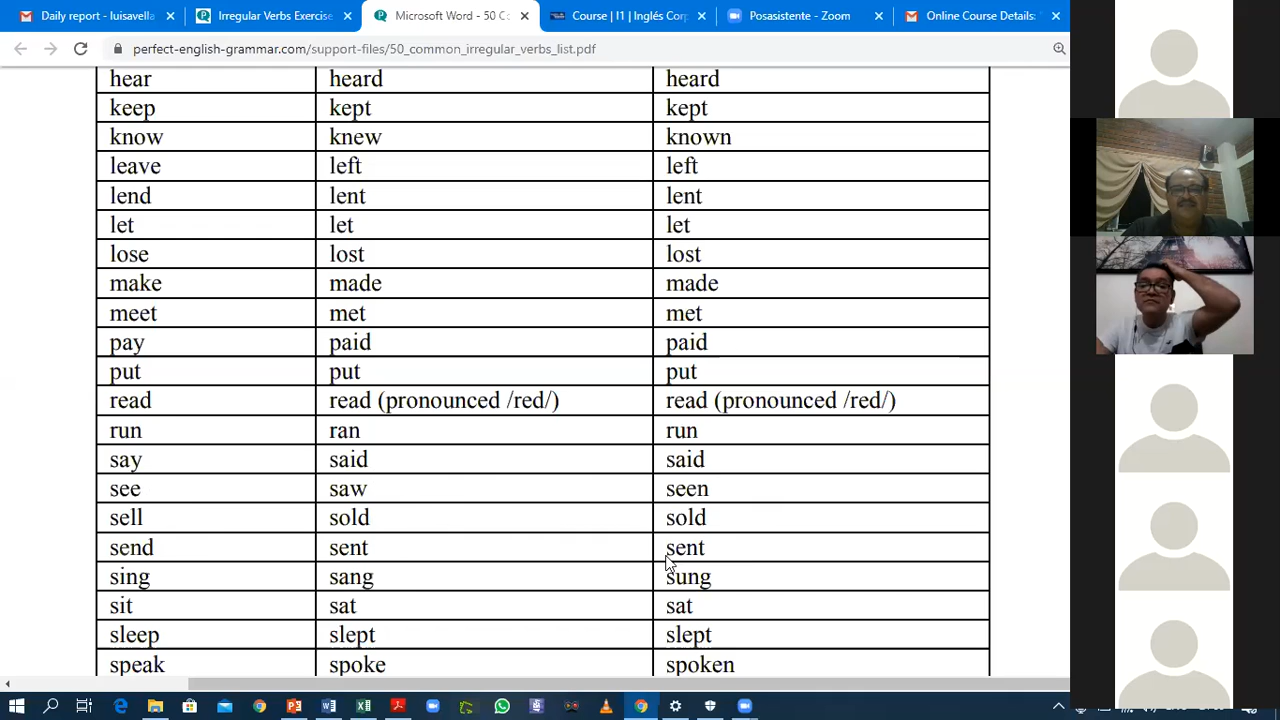 Daily report - luisavella
Irregular Verbs Exercise
Microsoft Word - 50 Co
Course | I1 | Inglés Corp
Posasistente - Zoom
Online Course Details:
perfect-english-grammar.com/support-files/50_common_irregular_verbs_list.pdf
hear heard heard
keep kept kept
know knew known
leave left left
lend lent lent
let let let
lose lost lost
make made made
meet met met
pay paid paid
put put put
read read (pronounced /red/) read (pronounced /red/)
run ran run
say said said
see saw seen
sell sold sold
send sent sent
sing sang sung
sit sat sat
sleep slept slept
speak spoke spoken